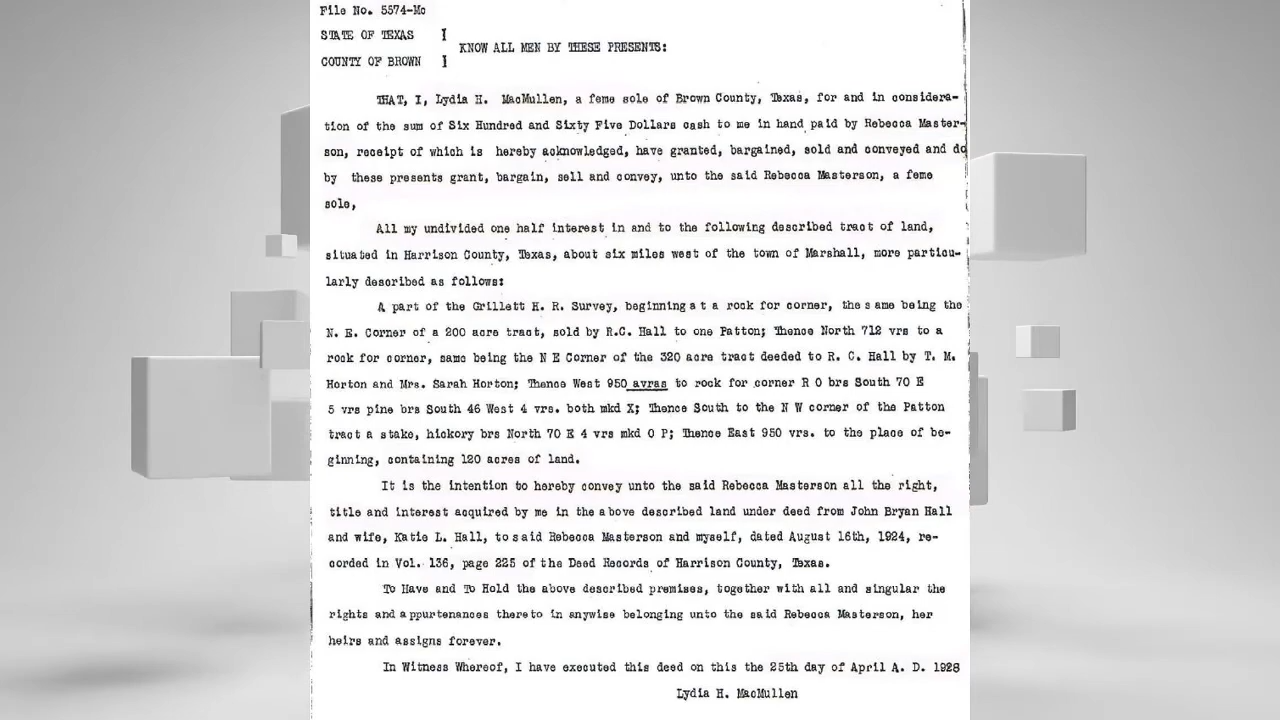 File No. 5574-Mc
STATE OF TEXAS ]
KNOW ALL MEN BY THESE PRESENTS:
COUNTY OF BROWN ]
THAT, I, Lydia H. MacMullen, a feme sole of Brown County, Texas, for and in considera-
tion of the sum of Six Hundred and Sixty Five Dollars cash to me in hand paid by Rebecca Master-
son, receipt of which is hereby acknowledged, have granted, bargained, sold and conveyed and do
by these presents grant, bargain, sell and convey, unto the said Rebecca Masterson, a feme
sole,
All my undivided one half interest in and to the following described tract of land,
situated in Harrison County, Texas, about six miles west of the town of Marshall, more particu-
larly described as follows:
A part of the Grillett H. R. Survey, beginning at a rock for corner, the same being the
N. E. Corner of a 200 acre tract, sold by R.C. Hall to one Patton; Thence North 712 vrs to a
rock for corner, same being the N E Corner of the 320 acre tract deeded to R. C. Hall by T. M.
Horton and Mrs. Sarah Horton; Thence West 950 avras to rock for corner R O brs South 70 E
5 vrs pine brs South 46 West 4 vrs. both mkd X; Thence South to the N W corner of the Patton
tract a stake, hickory brs North 70 E 4 vrs mkd O P; Thence East 950 vrs. to the place of be-
ginning, containing 120 acres of land.
It is the intention to hereby convey unto the said Rebecca Masterson all the right,
title and interest acquired by me in the above described land under deed from John Bryan Hall
and wife, Katie L. Hall, to said Rebecca Masterson and myself, dated August 16th, 1924, re-
corded in Vol. 136, page 225 of the Deed Records of Harrison County, Texas.
To Have and To Hold the above described premises, together with all and singular the
rights and appurtenances thereto in anywise belonging unto the said Rebecca Masterson, her
heirs and assigns forever.
In Witness Whereof, I have executed this deed on this the 25th day of April A. D. 1928
Lydia H. MacMullen